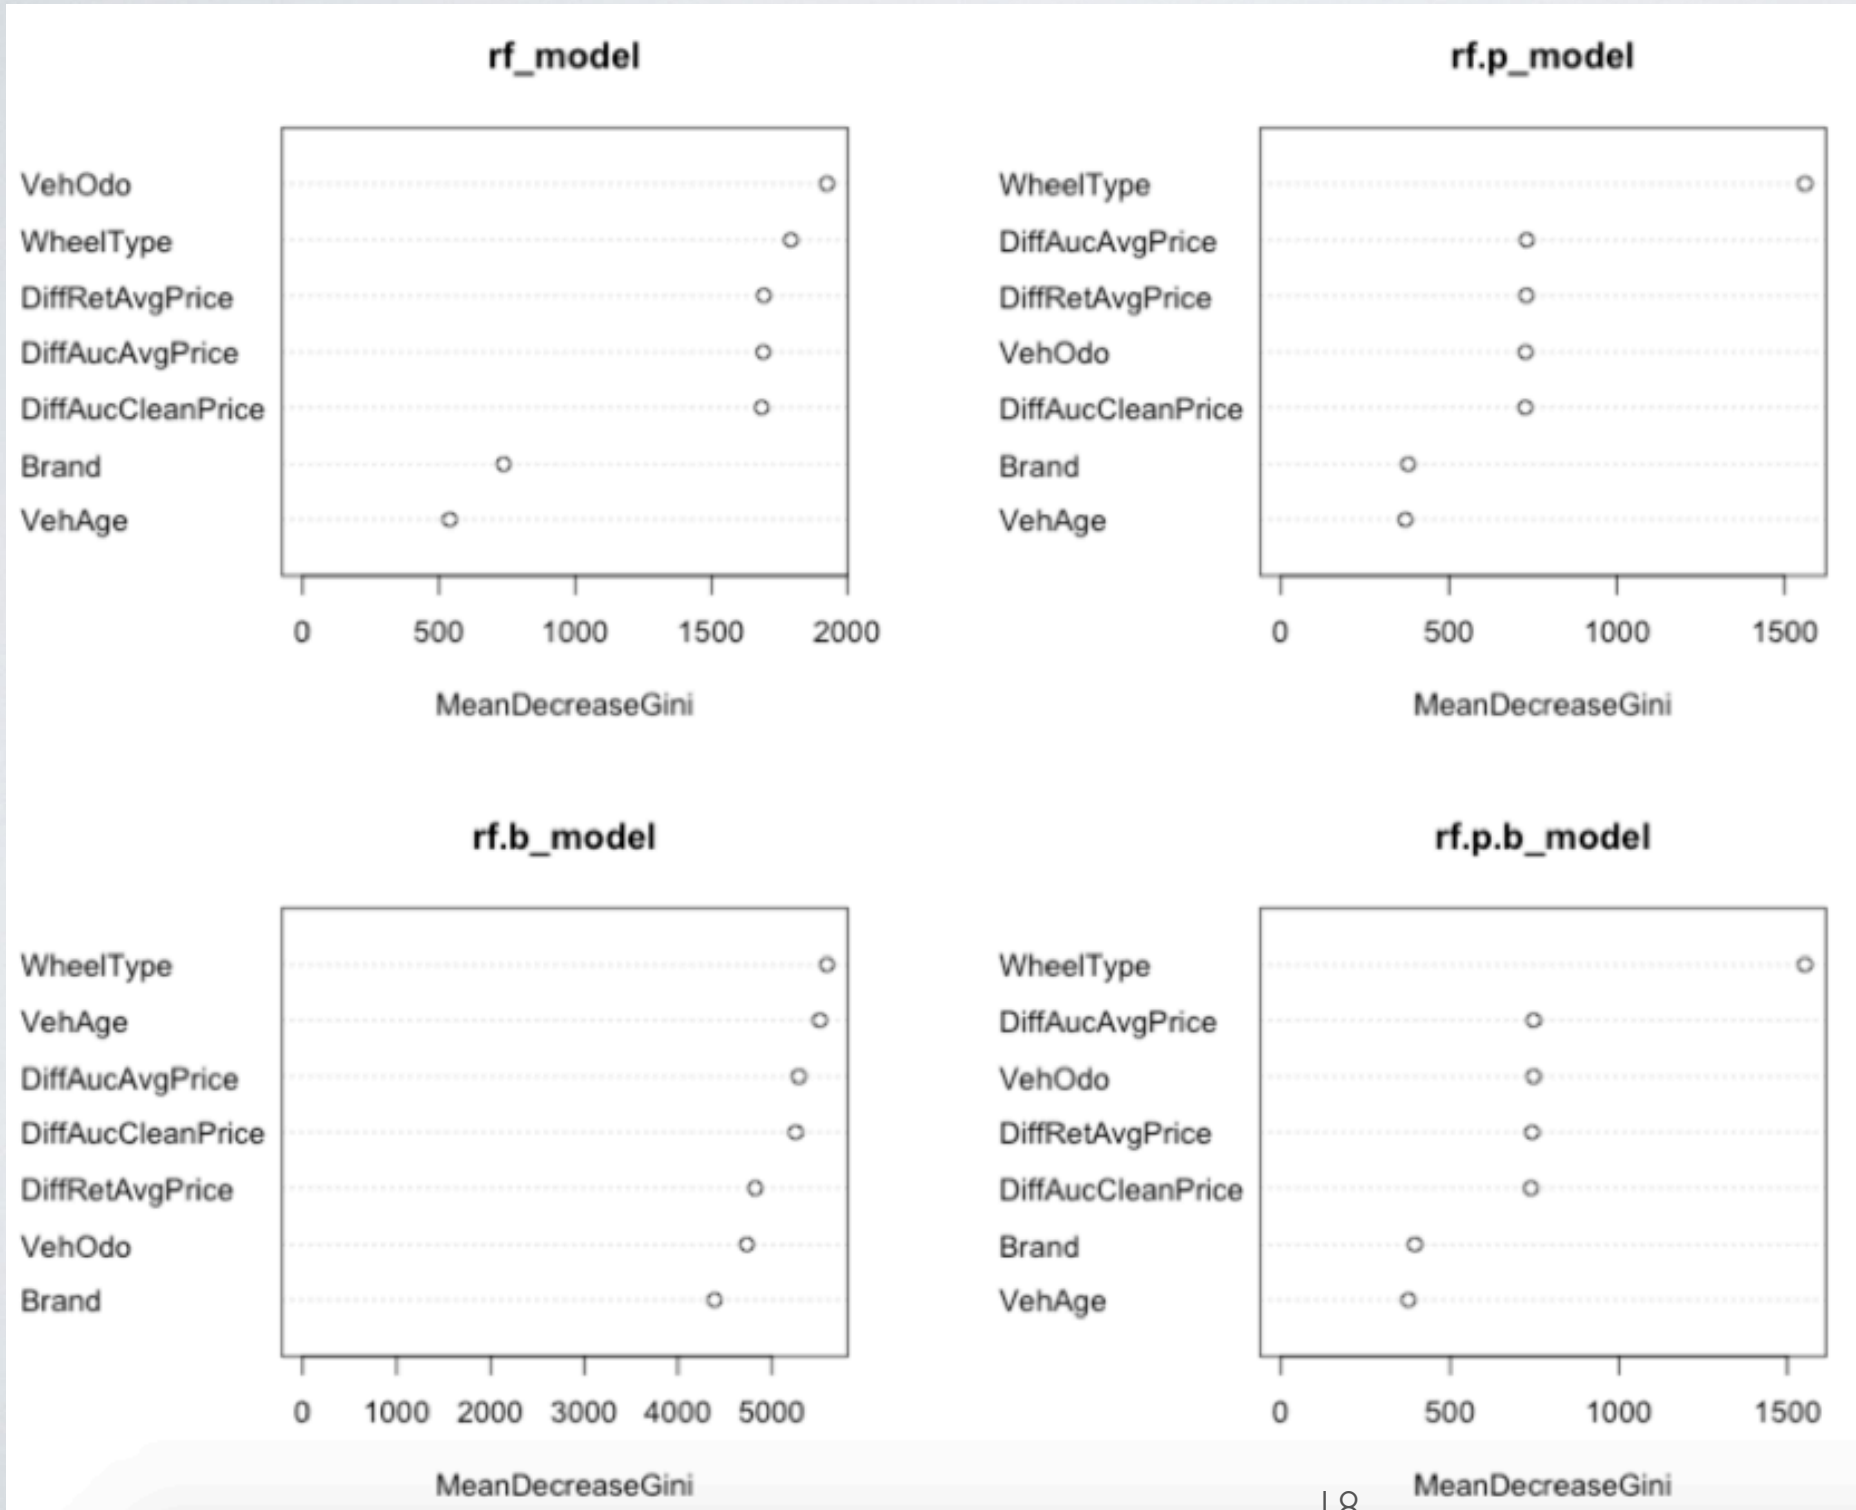 rf_model
VehOdo
WheelType
DiffRetAvgPrice
DiffAucAvgPrice
DiffAucCleanPrice
Brand
VehAge
0 500 1000 1500 2000
MeanDecreaseGini
rf.p_model
WheelType
DiffAucAvgPrice
DiffRetAvgPrice
VehOdo
DiffAucCleanPrice
Brand
VehAge
0 500 1000 1500
MeanDecreaseGini
rf.b_model
WheelType
VehAge
DiffAucAvgPrice
DiffAucCleanPrice
DiffRetAvgPrice
VehOdo
Brand
0 1000 2000 3000 4000 5000
MeanDecreaseGini
rf.p.b_model
WheelType
DiffAucAvgPrice
VehOdo
DiffRetAvgPrice
DiffAucCleanPrice
Brand
VehAge
0 500 1000 1500
MeanDecreaseGini
18